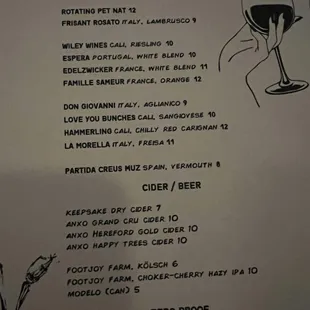 ROTATING PET NAT 12
FRISANT ROSATO ITALY, LAMBRUSCO 9
WILEY WINES CALI, RIESLING 10
ESPERA PORTUGAL, WHITE BLEND 10
EDELZWICKER FRANCE, WHITE BLEND 11
FAMILLE SAMEUR FRANCE, ORANGE 12
DON GIOVANNI ITALY, AGLIANICO 9
LOVE YOU BUNCHES CALI, SANGIOVESE 10
HAMMERLING CALI, CHILLY RED CARIGNAN 12
LA MORELLA ITALY, FREISA 11
PARTIDA CREUS MUZ SPAIN, VERMOUTH 8
CIDER / BEER
KEEPSAKE DRY CIDER 7
ANXO GRAND CRU CIDER 10
ANXO HEREFORD GOLD CIDER 10
ANXO HAPPY TREES CIDER 10
FOOTJOY FARM, KÖLSCH 6
FOOTJOY FARM, CHOKER-CHERRY HAZY IPA 10
MODELO (CAN) 5
PROOF